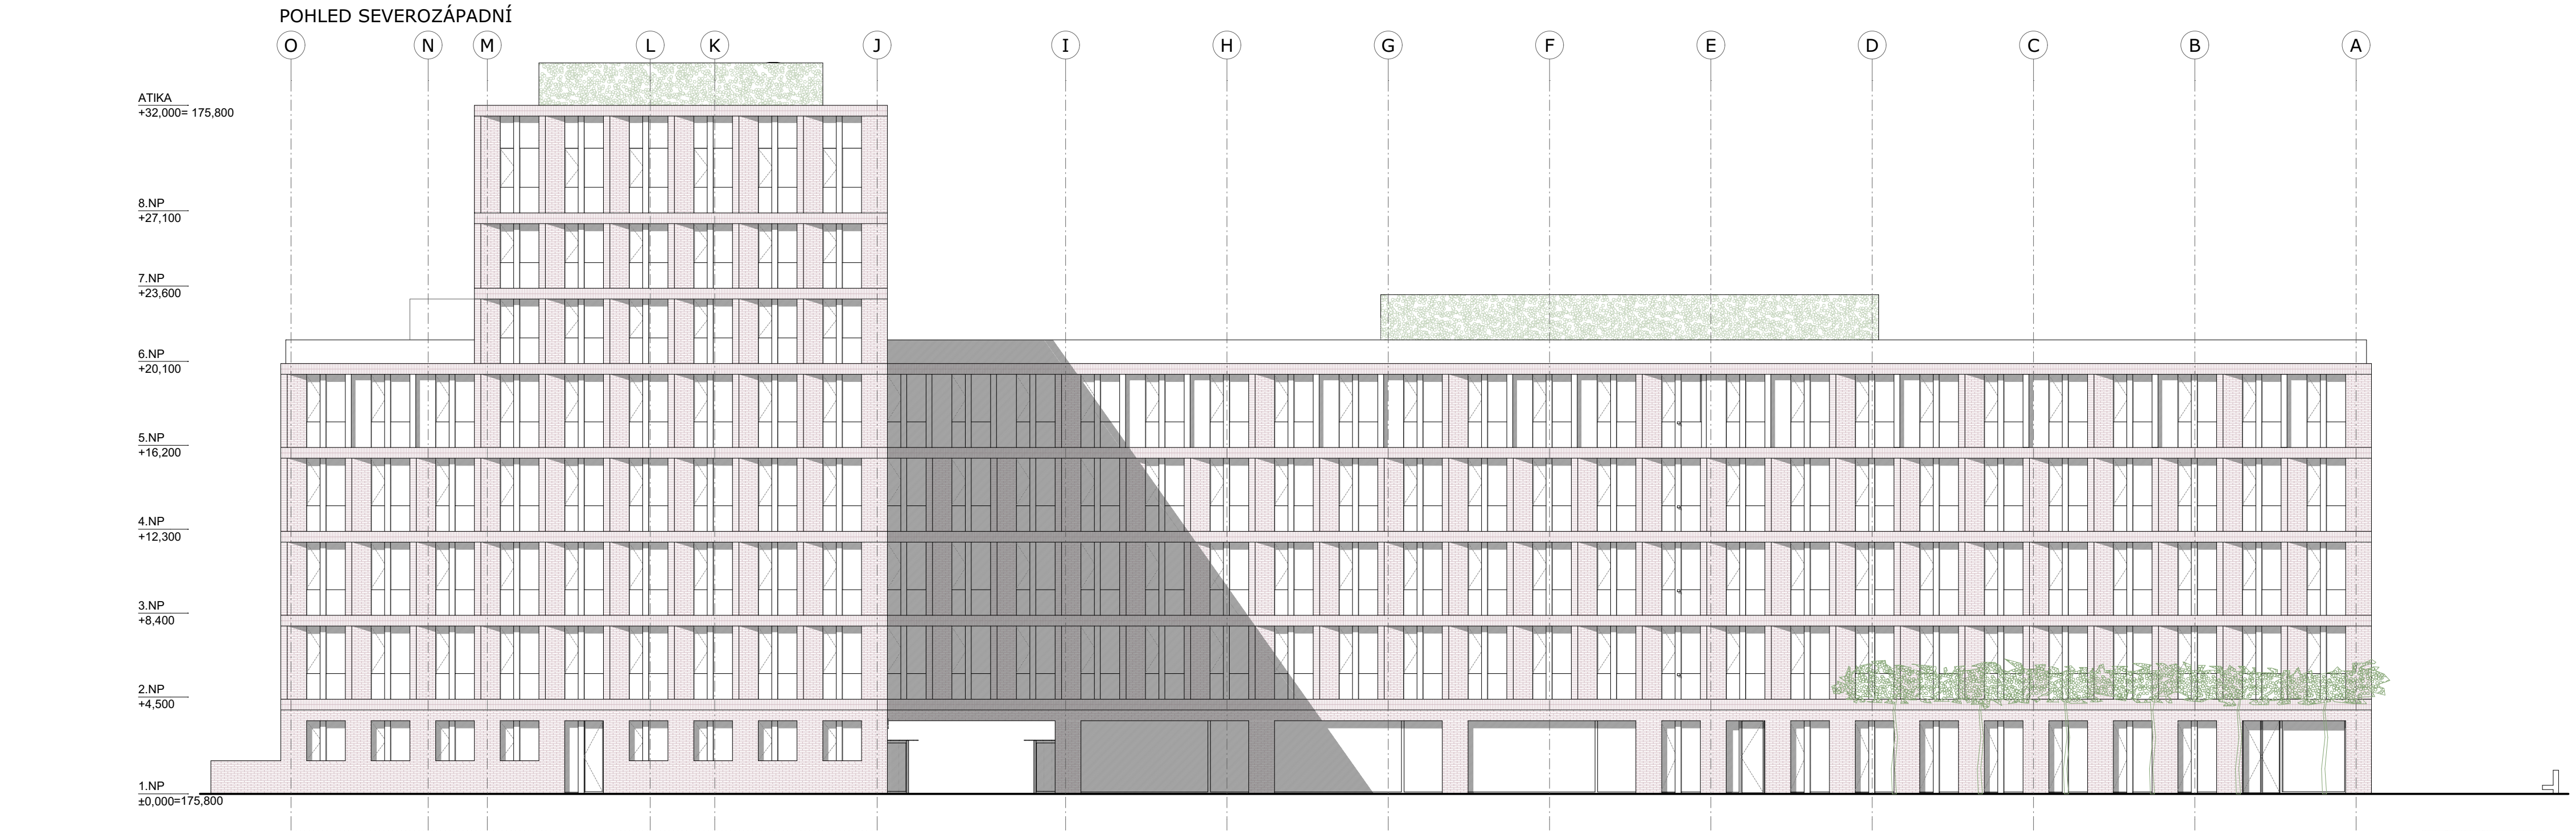 POHLED SEVEROZÁPADNÍ
O N M L K J I H G F E D C B A
ATIKA
+32,000= 175,800
8.NP
+27,100
7.NP
+23,600
6.NP
+20,100
5.NP
+16,200
4.NP
+12,300
3.NP
+8,400
2.NP
+4,500
1.NP
±0,000=175,800